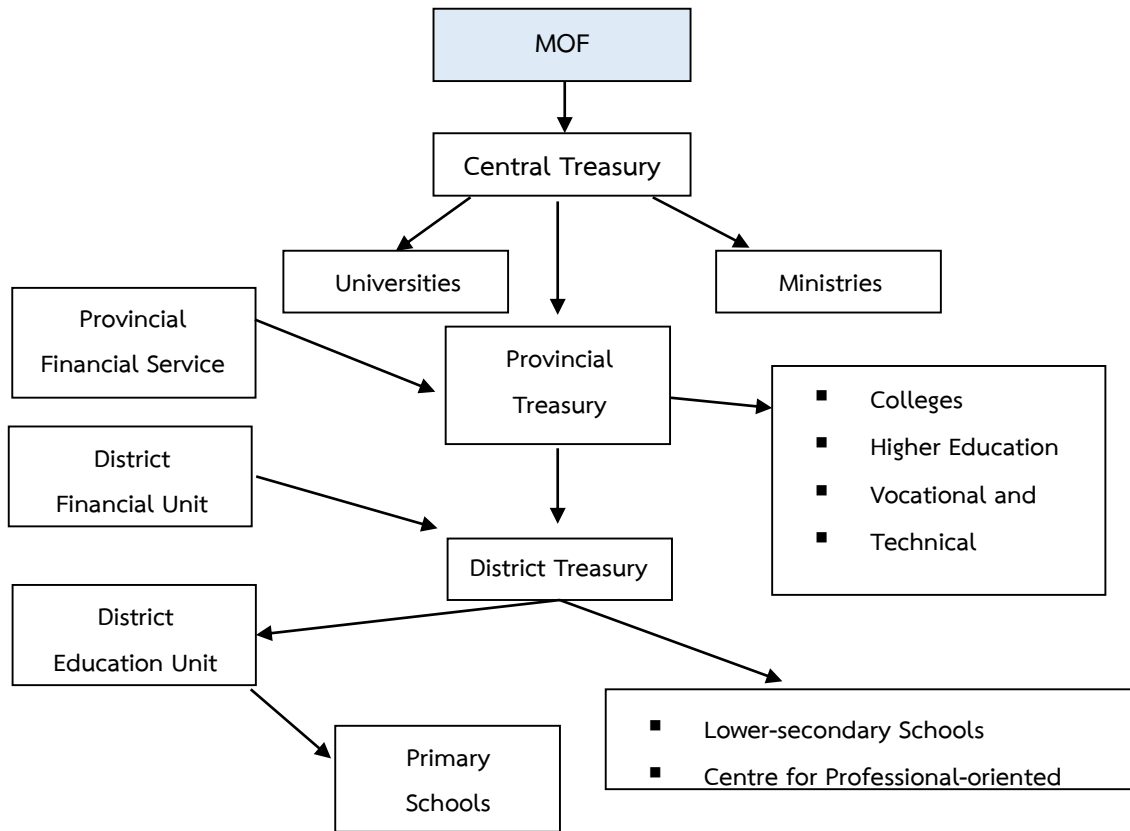 MOF
Central Treasury
Universities
Ministries
Provincial
Financial Service
Provincial
Treasury
▪ Colleges
▪ Higher Education
▪ Vocational and
▪ Technical
District
Financial Unit
District Treasury
District
Education Unit
▪ Lower-secondary Schools
▪ Centre for Professional-oriented
Primary
Schools